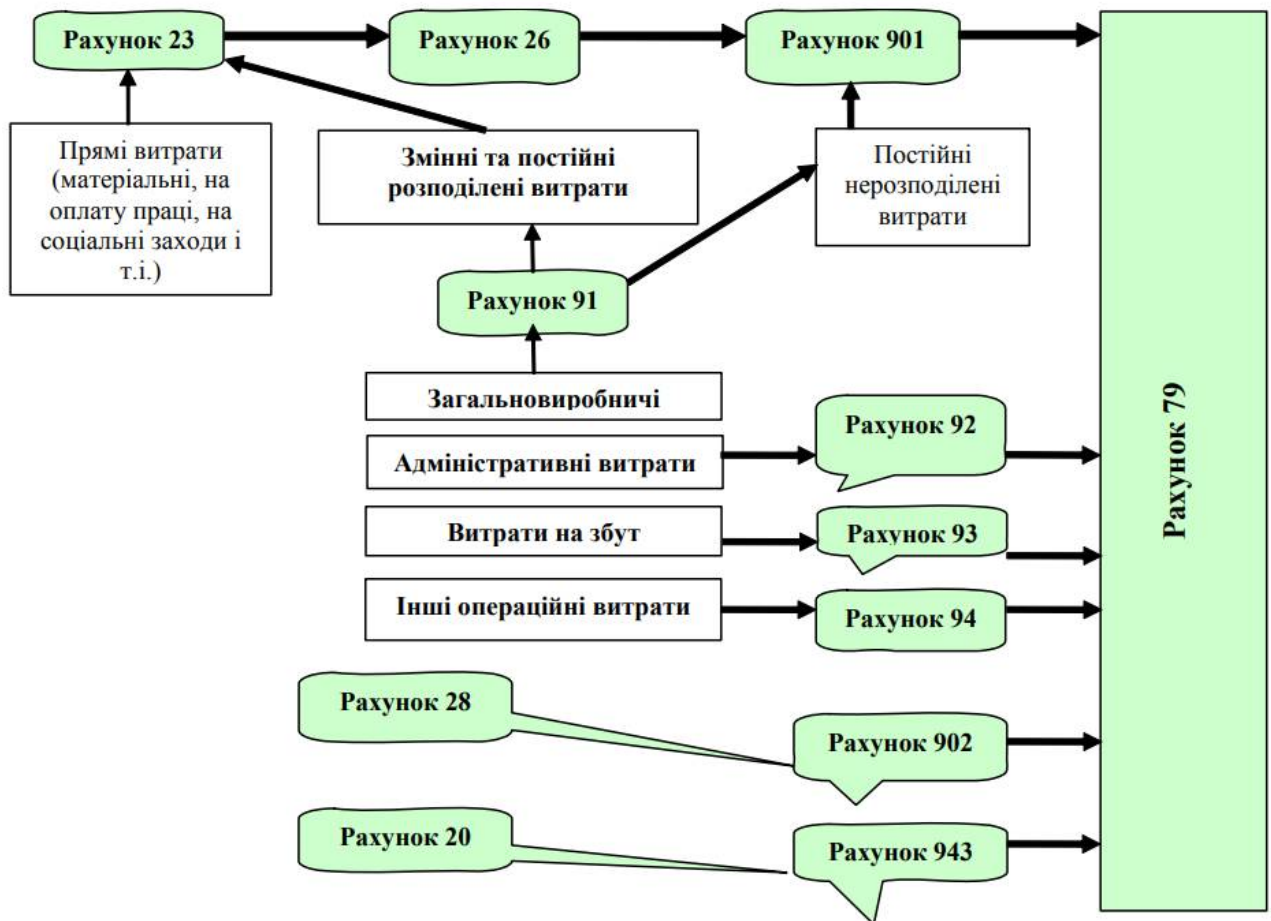 Рахунок 23
Рахунок 26
Рахунок 901
Прямі витрати
(матеріальні, на
оплату праці, на
соціальні заходи і
т.і.)
Змінні та постійні
розподілені витрати
Постійні
нерозподілені
витрати
Рахунок 91
Загальновиробничі
Адміністративні витрати
Рахунок 92
Витрати на збут
Рахунок 93
Інші операційні витрати
Рахунок 94
Рахунок 28
Рахунок 902
Рахунок 20
Рахунок 943
Рахунок 79